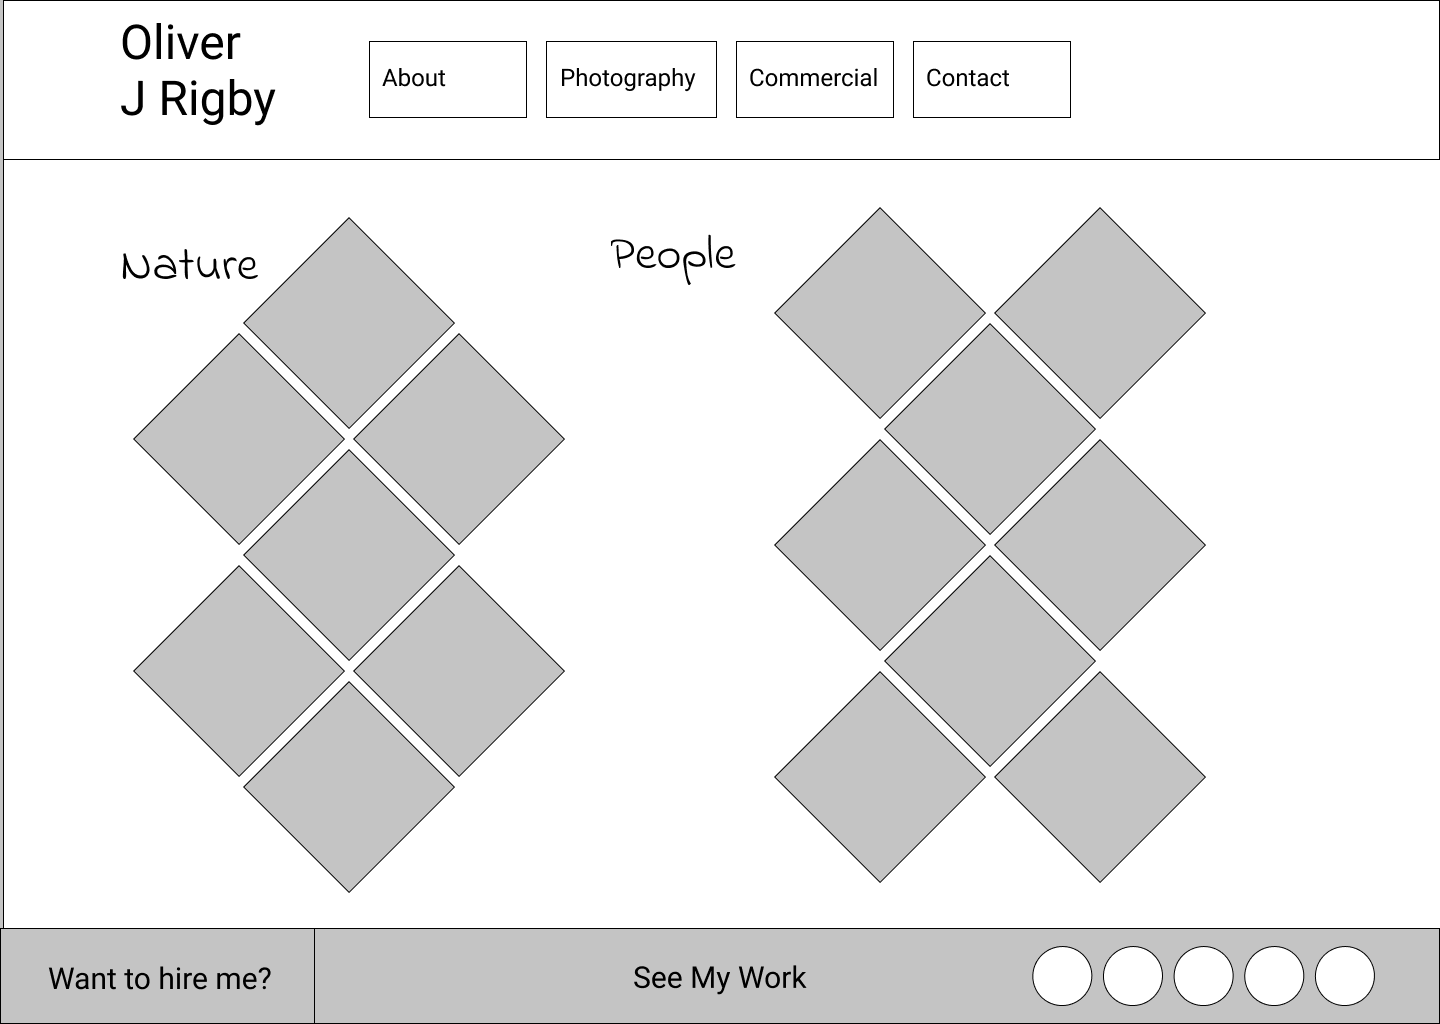 Oliver
J Rigby
About
Photography
Commercial
Contact
Nature
People
Want to hire me?
See My Work